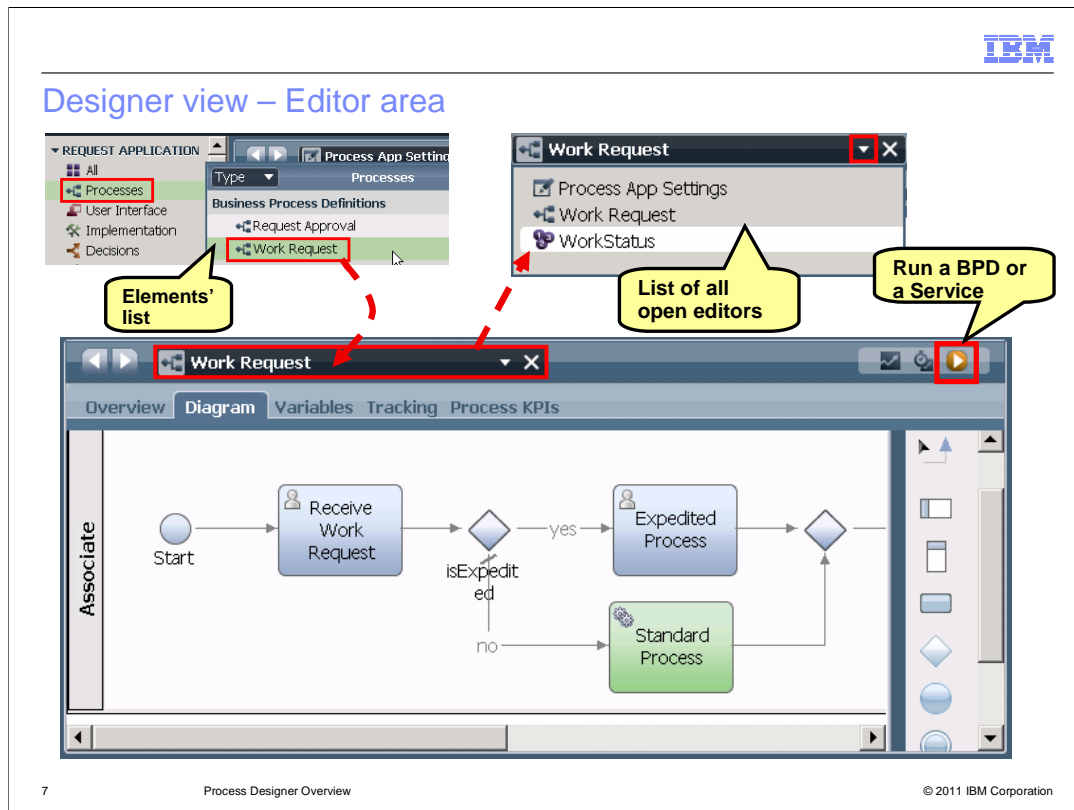 IBM
Designer view – Editor area
REQUEST APPLICATION
All
Processes
User Interface
Implementation
Decisions
Process App Setting
Type
Processes
Business Process Definitions
Request Approval
Work Request
Elements'
list
Work Request
Process App Settings
Work Request
WorkStatus
List of all
open editors
Run a BPD or
a Service
Work Request
Overview Diagram Variables Tracking Process KPIs
Associate
Start
Receive
Work
Request
isExpedit
ed
yes
no
Expedited
Process
Standard
Process
7 Process Designer Overview © 2011 IBM Corporation